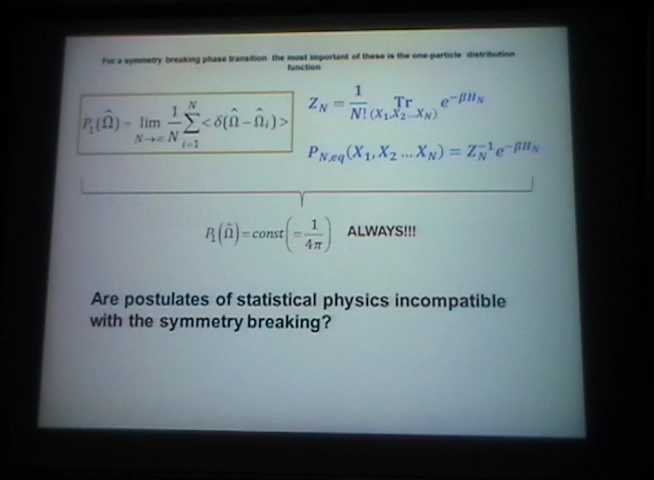 For a symmetry breaking phase transition the most important of these is the one-particle distribution
function
P₁(Ω̂) = lim_{N→∞} 1/N ∑_{i=1}^{N} < δ(Ω̂ − Ω̂ᵢ) >
Z_N = 1/N! Tr_{(X₁,X₂...X_N)} e^{−βH_N}
P_{N,eq}(X₁, X₂ ... X_N) = Z_N^{−1} e^{−βH_N}
P₁(Ω̂) = const (= 1/4π) ALWAYS!!!
Are postulates of statistical physics incompatible
with the symmetry breaking?